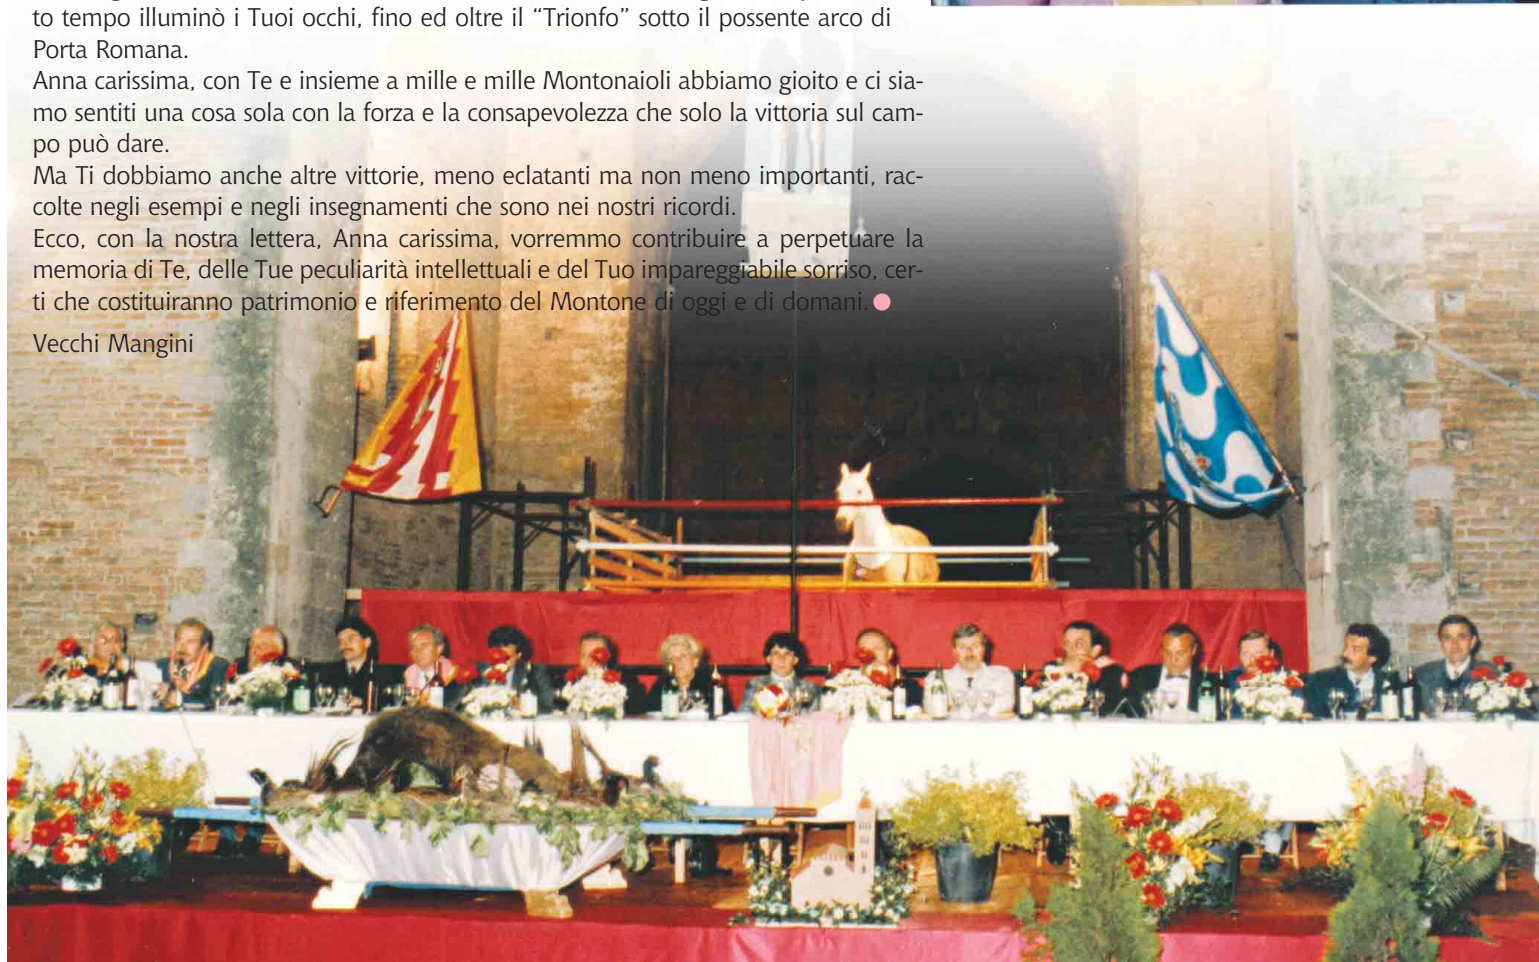 to tempo illuminò i Tuoi occhi, fino ed oltre il “Trionfo” sotto il possente arco di
Porta Romana.
Anna carissima, con Te e insieme a mille e mille Montonaioli abbiamo gioito e ci sia-
mo sentiti una cosa sola con la forza e la consapevolezza che solo la vittoria sul cam-
po può dare.
Ma Ti dobbiamo anche altre vittorie, meno eclatanti ma non meno importanti, rac-
colte negli esempi e negli insegnamenti che sono nei nostri ricordi.
Ecco, con la nostra lettera, Anna carissima, vorremmo contribuire a perpetuare la
memoria di Te, delle Tue peculiarità intellettuali e del Tuo impareggiabile sorriso, cer-
ti che costituiranno patrimonio e riferimento del Montone di oggi e di domani.
Vecchi Mangini